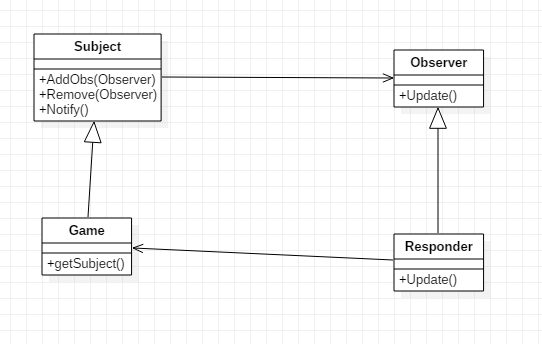 Subject
+AddObs(Observer)
+Remove(Observer)
+Notify()
Observer
+Update()
Game
+getSubject()
Responder
+Update()